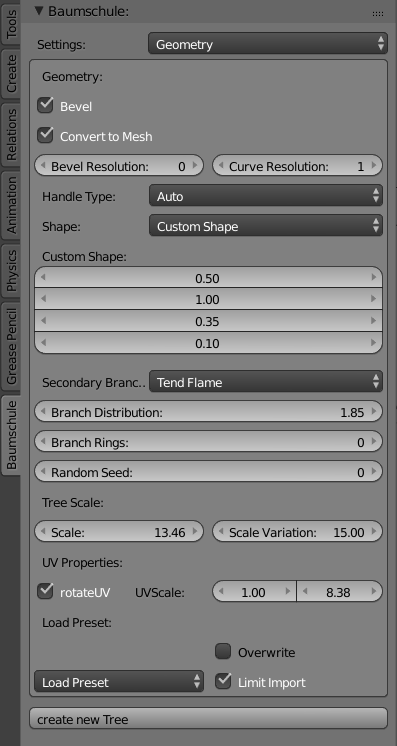 Baumschule:
Settings: Geometry
Geometry:
Bevel
Convert to Mesh
Bevel Resolution: 0 Curve Resolution: 1
Handle Type: Auto
Shape: Custom Shape
Custom Shape:
0.50
1.00
0.35
0.10
Secondary Branc.. Tend Flame
Branch Distribution: 1.85
Branch Rings: 0
Random Seed: 0
Tree Scale:
Scale: 13.46 Scale Variation: 15.00
UV Properties:
rotateUV UVScale: 1.00 8.38
Load Preset:
Overwrite
Load Preset Limit Import
create new Tree
Tools
Create
Relations
Animation
Physics
Grease Pencil
Baumschule